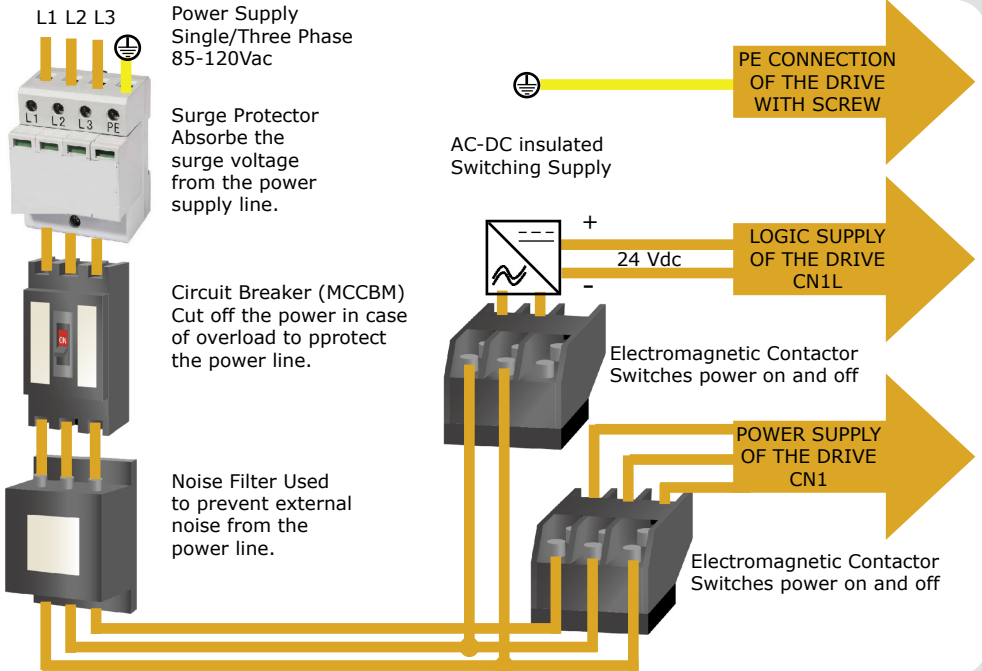 L1 L2 L3
Power Supply
Single/Three Phase
85-120Vac
L1 L2 L3 PE
Surge Protector
Absorbe the
surge voltage
from the power
supply line.
Circuit Breaker (MCCBM)
Cut off the power in case
of overload to pprotect
the power line.
ON
Noise Filter Used
to prevent external
noise from the
power line.
PE CONNECTION
OF THE DRIVE
WITH SCREW
AC-DC insulated
Switching Supply
+
24 Vdc
-
LOGIC SUPPLY
OF THE DRIVE
CN1L
Electromagnetic Contactor
Switches power on and off
POWER SUPPLY
OF THE DRIVE
CN1
Electromagnetic Contactor
Switches power on and off